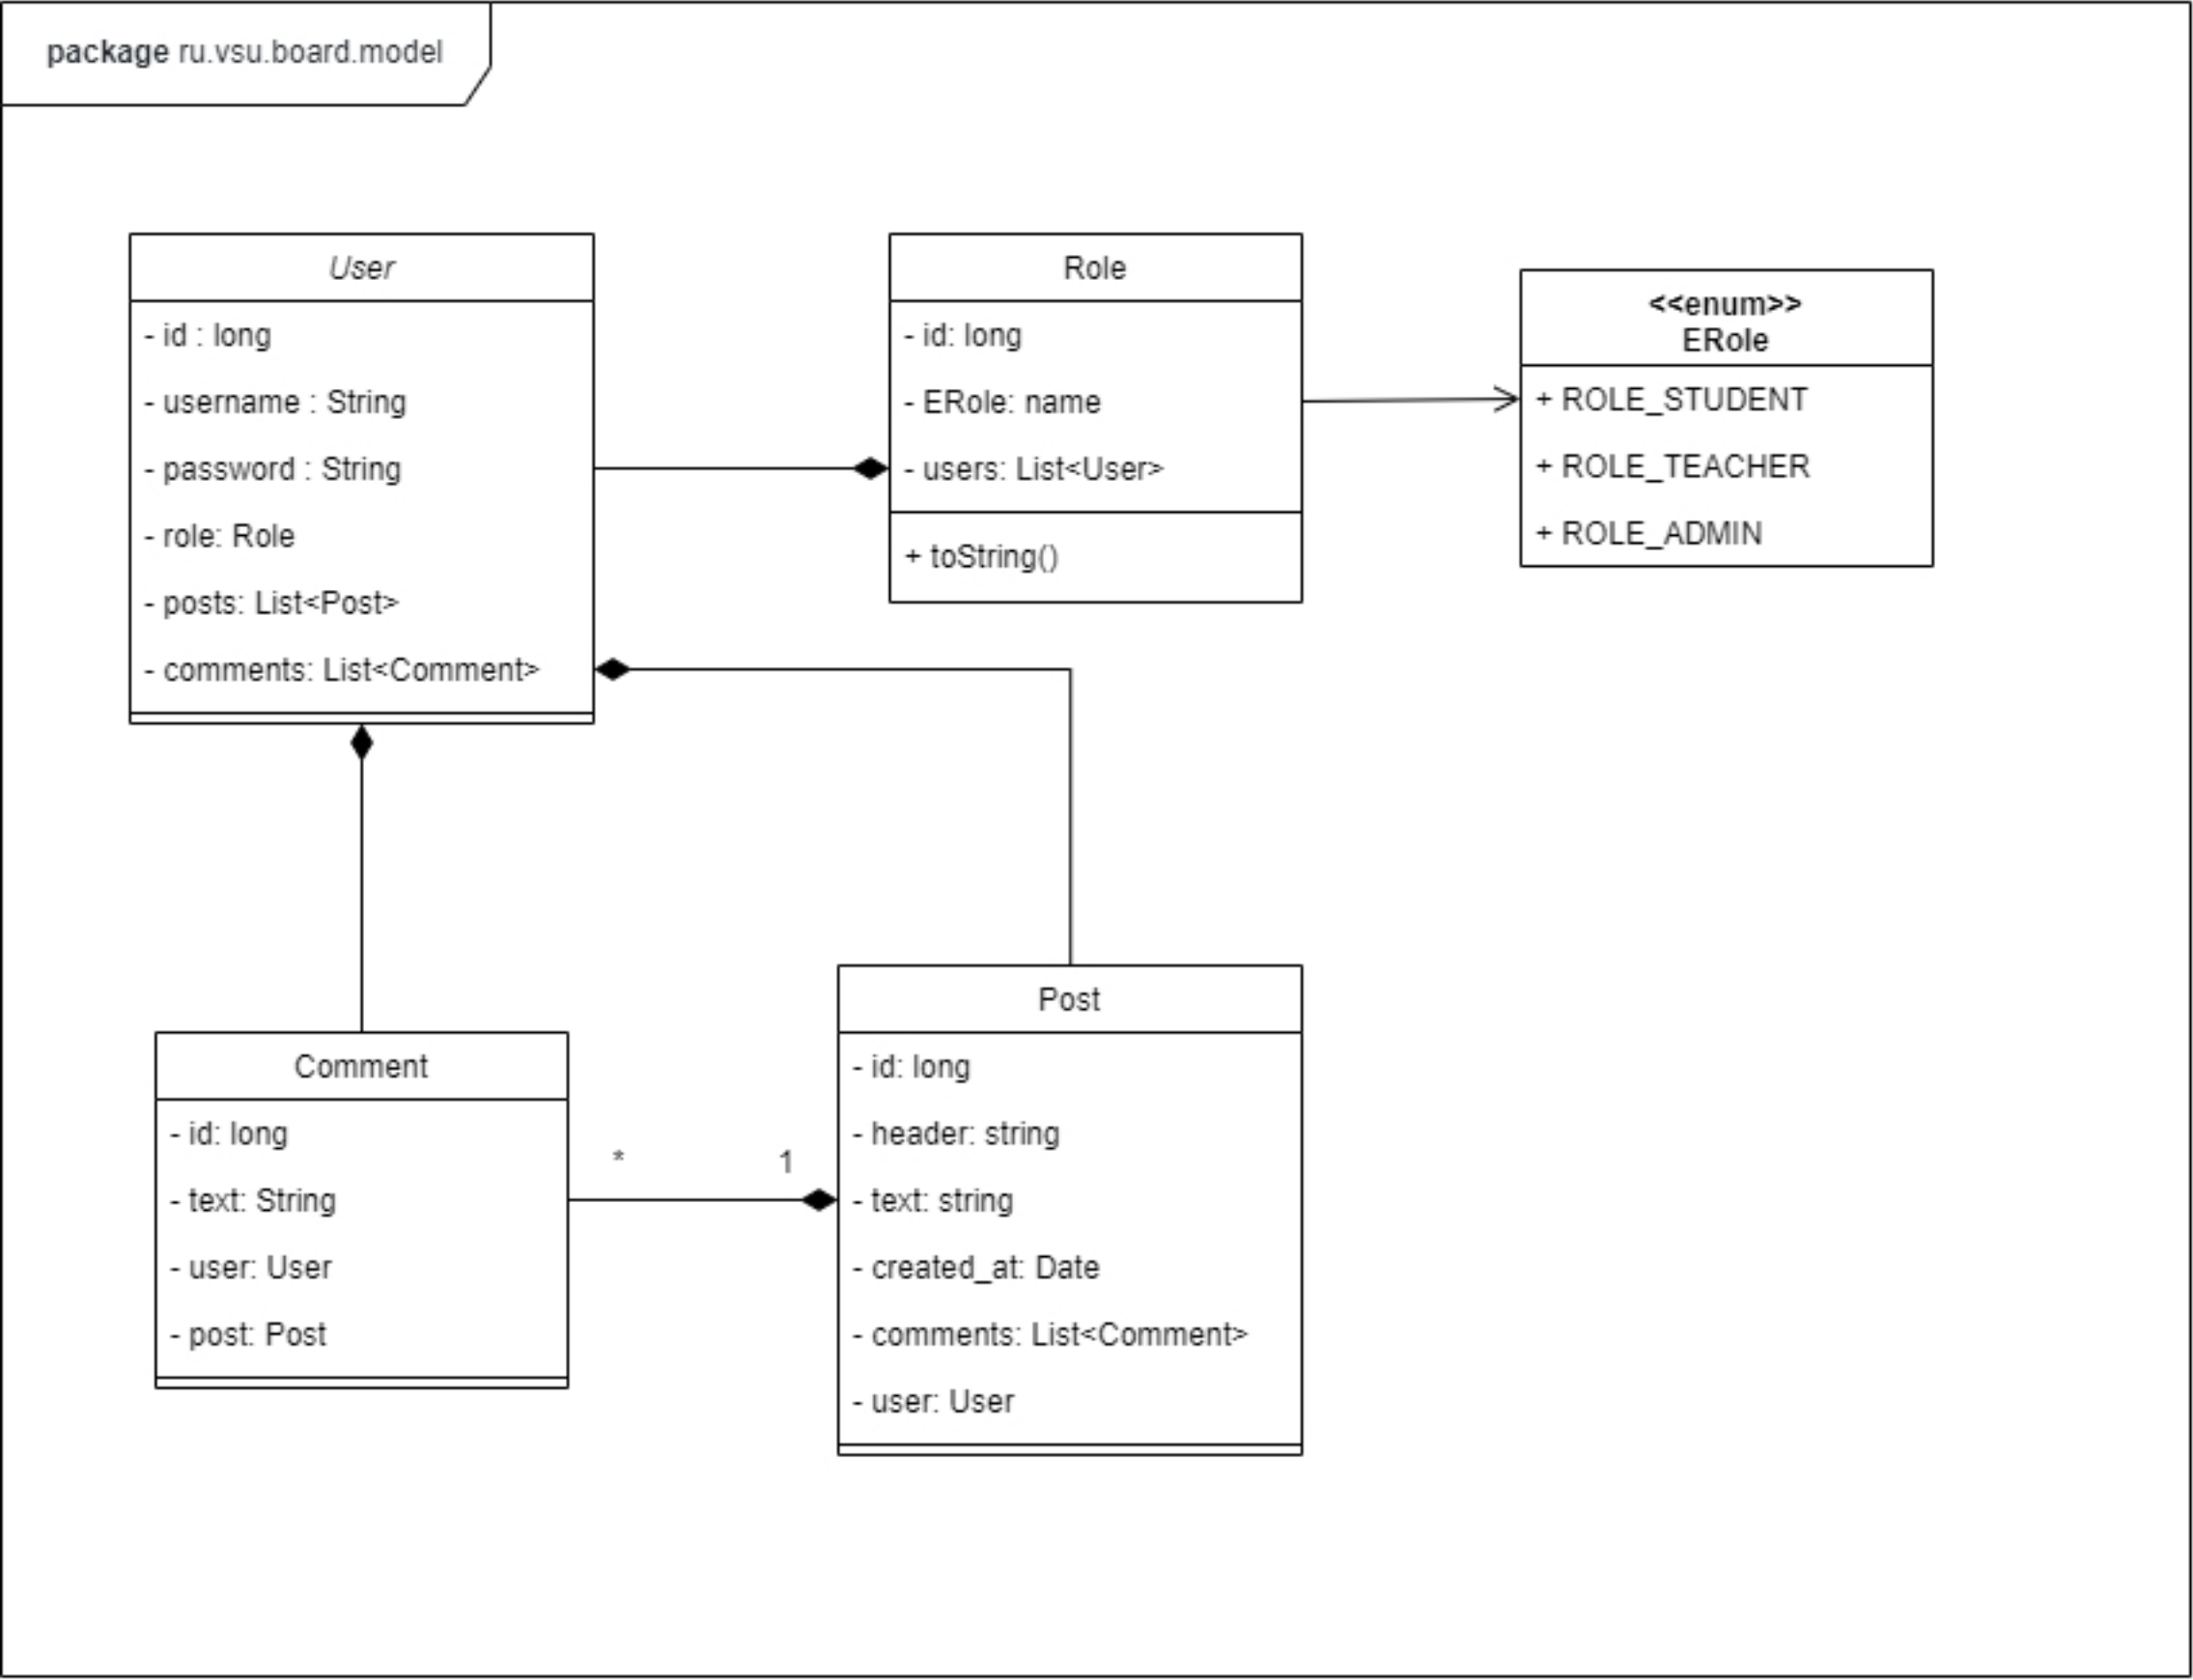 package ru.vsu.board.model
User
- id : long
- username : String
- password : String
- role: Role
- posts: List<Post>
- comments: List<Comment>
Role
- id: long
- ERole: name
- users: List<User>
+ toString()
<<enum>>
ERole
+ ROLE_STUDENT
+ ROLE_TEACHER
+ ROLE_ADMIN
Comment
- id: long
- text: String
- user: User
- post: Post
* 1
Post
- id: long
- header: string
- text: string
- created_at: Date
- comments: List<Comment>
- user: User